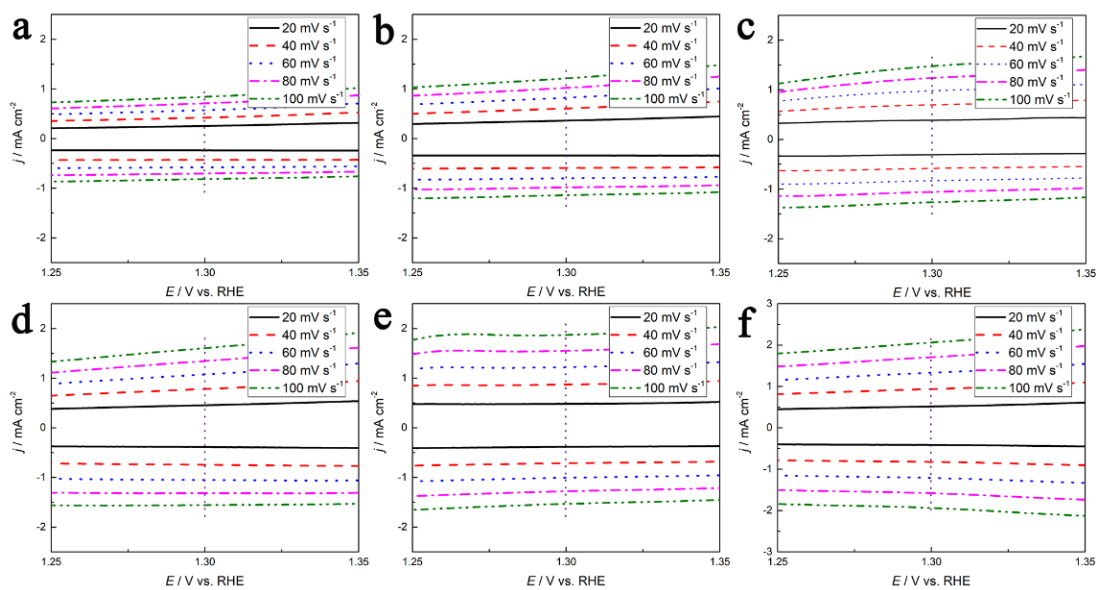 a
20 mV s⁻¹
40 mV s⁻¹
60 mV s⁻¹
80 mV s⁻¹
100 mV s⁻¹
2
1
0
-1
-2
j / mA cm⁻²
1.25
1.30
1.35
E / V vs. RHE
b
20 mV s⁻¹
40 mV s⁻¹
60 mV s⁻¹
80 mV s⁻¹
100 mV s⁻¹
2
1
0
-1
-2
j / mA cm⁻²
1.25
1.30
1.35
E / V vs. RHE
c
20 mV s⁻¹
40 mV s⁻¹
60 mV s⁻¹
80 mV s⁻¹
100 mV s⁻¹
2
1
0
-1
-2
j / mA cm⁻²
1.25
1.30
1.35
E / V vs. RHE
d
20 mV s⁻¹
40 mV s⁻¹
60 mV s⁻¹
80 mV s⁻¹
100 mV s⁻¹
2
1
0
-1
-2
j / mA cm⁻²
1.25
1.30
1.35
E / V vs. RHE
e
20 mV s⁻¹
40 mV s⁻¹
60 mV s⁻¹
80 mV s⁻¹
100 mV s⁻¹
2
1
0
-1
-2
j / mA cm⁻²
1.25
1.30
1.35
E / V vs. RHE
f
20 mV s⁻¹
40 mV s⁻¹
60 mV s⁻¹
80 mV s⁻¹
100 mV s⁻¹
3
2
1
0
-1
-2
-3
j / mA cm⁻²
1.25
1.30
1.35
E / V vs. RHE